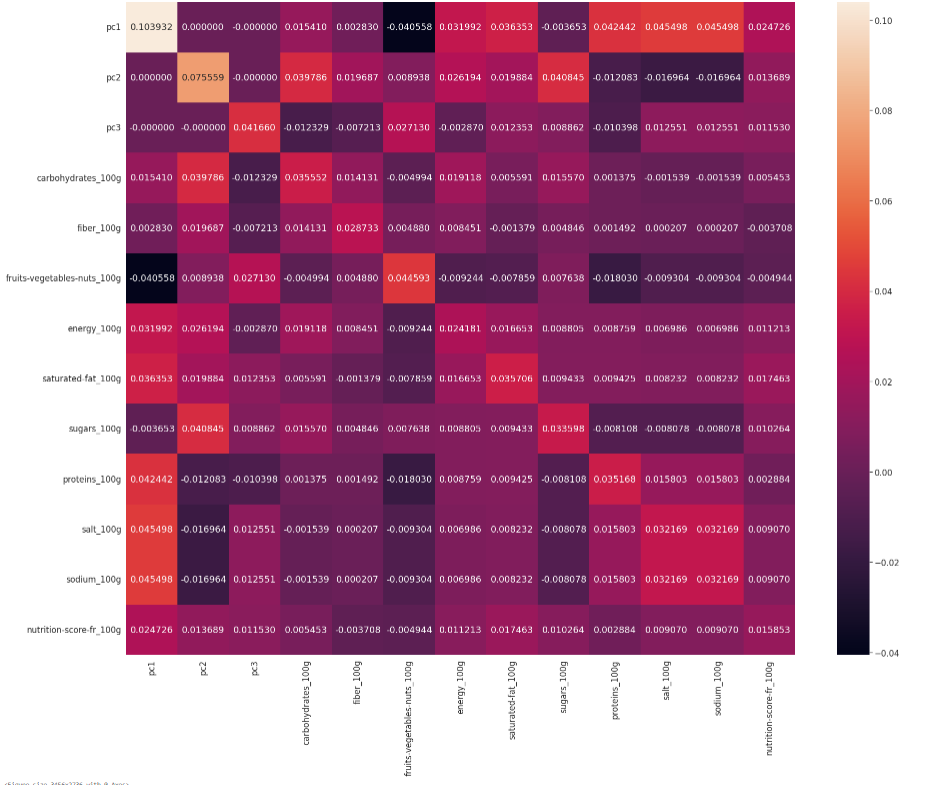 pc1 0.103932 0.000000 -0.000000 0.015410 0.002830 -0.040558 0.031992 0.036353 -0.003653 0.042442 0.045498 0.045498 0.024726
pc2 0.000000 0.075559 -0.000000 0.039786 0.019687 0.008938 0.026194 0.019884 0.040845 -0.012083 -0.016964 -0.016964 0.013689
pc3 -0.000000 -0.000000 0.041660 -0.012329 -0.007213 0.027130 -0.002870 0.012353 0.008862 -0.010398 0.012551 0.012551 0.011530
carbohydrates_100g 0.015410 0.039786 -0.012329 0.035552 0.014131 -0.004994 0.019118 0.005591 0.015570 0.001375 -0.001539 -0.001539 0.005453
fiber_100g 0.002830 0.019687 -0.007213 0.014131 0.028733 0.004880 0.008451 -0.001379 0.004846 0.001492 0.000207 0.000207 -0.003708
fruits-vegetables-nuts_100g -0.040558 0.008938 0.027130 -0.004994 0.004880 0.044593 -0.009244 -0.007859 0.007638 -0.018030 -0.009304 -0.009304 -0.004944
energy_100g 0.031992 0.026194 -0.002870 0.019118 0.008451 -0.009244 0.024181 0.016653 0.008805 0.008759 0.006986 0.006986 0.011213
saturated-fat_100g 0.036353 0.019884 0.012353 0.005591 -0.001379 -0.007859 0.016653 0.035706 0.009433 0.009425 0.008232 0.008232 0.017463
sugars_100g -0.003653 0.040845 0.008862 0.015570 0.004846 0.007638 0.008805 0.009433 0.033598 -0.008108 -0.008078 -0.008078 0.010264
proteins_100g 0.042442 -0.012083 -0.010398 0.001375 0.001492 -0.018030 0.008759 0.009425 -0.008108 0.035168 0.015803 0.015803 0.002884
salt_100g 0.045498 -0.016964 0.012551 -0.001539 0.000207 -0.009304 0.006986 0.008232 -0.008078 0.015803 0.032169 0.032169 0.009070
sodium_100g 0.045498 -0.016964 0.012551 -0.001539 0.000207 -0.009304 0.006986 0.008232 -0.008078 0.015803 0.032169 0.032169 0.009070
nutrition-score-fr_100g 0.024726 0.013689 0.011530 0.005453 -0.003708 -0.004944 0.011213 0.017463 0.010264 0.002884 0.009070 0.009070 0.015853
pc1
pc2
pc3
carbohydrates_100g
fiber_100g
fruits-vegetables-nuts_100g
energy_100g
saturated-fat_100g
sugars_100g
proteins_100g
salt_100g
sodium_100g
nutrition-score-fr_100g
0.10
0.08
0.06
0.04
0.02
0.00
−0.02
−0.04